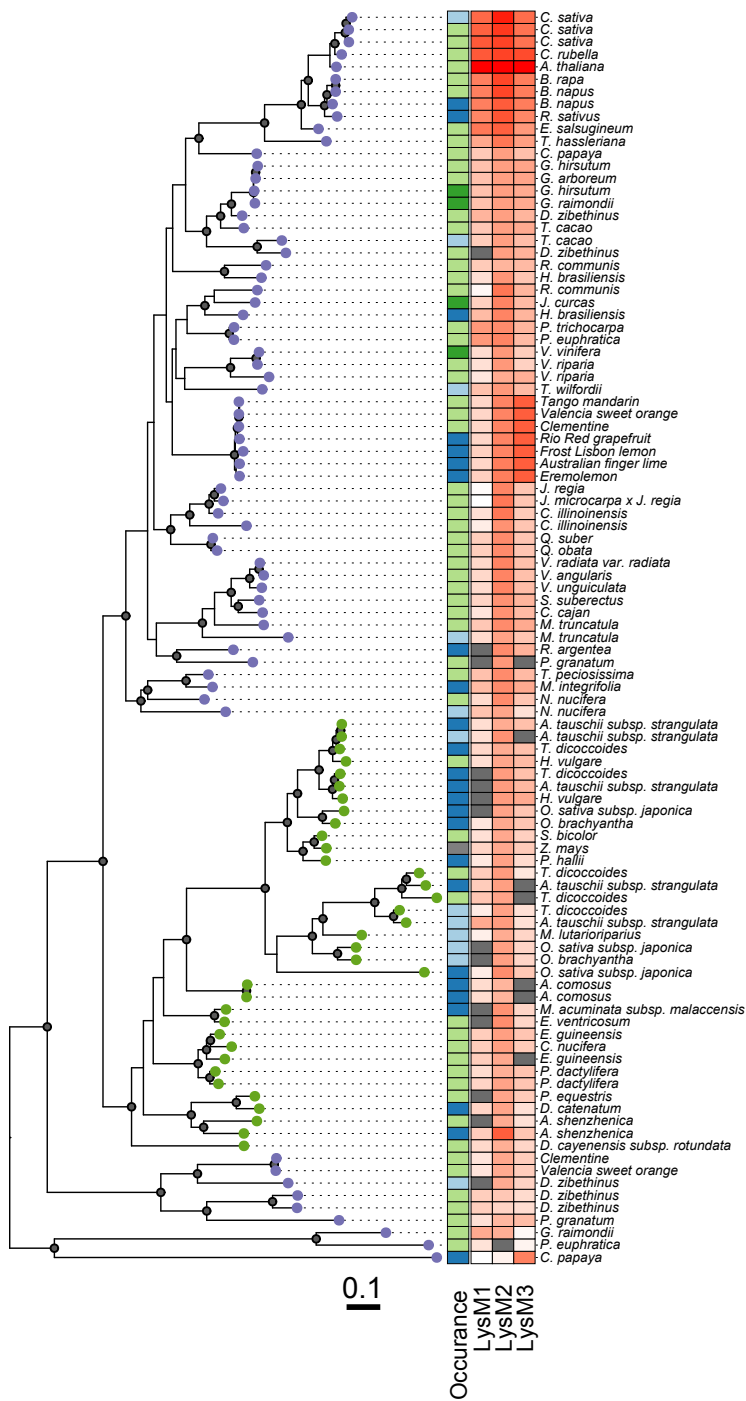 C. sativa
C. sativa
C. sativa
C. rubella
A. thaliana
B. rapa
B. napus
B. napus
R. sativus
E. salsugineum
T. hassleriana
C. papaya
G. hirsutum
G. arboreum
G. hirsutum
G. raimondii
D. zibethinus
T. cacao
T. cacao
D. zibethinus
R. communis
H. brasiliensis
R. communis
J. curcas
H. brasiliensis
P. trichocarpa
P. euphratica
V. vinifera
V. riparia
V. riparia
T. wilfordii
Tango mandarin
Valencia sweet orange
Clementine
Rio Red grapefruit
Frost Lisbon lemon
Australian finger lime
Eremolemon
J. regia
J. microcarpa x J. regia
C. illinoinensis
C. illinoinensis
Q. suber
Q. obata
V. radiata var. radiata
V. angularis
V. unguiculata
S. suberectus
C. cajan
M. truncatula
M. truncatula
R. argentea
P. granatum
T. peciosissima
M. integrifolia
N. nucifera
N. nucifera
A. tauschii subsp. strangulata
A. tauschii subsp. strangulata
T. dicoccoides
H. vulgare
T. dicoccoides
A. tauschii subsp. strangulata
H. vulgare
O. sativa subsp. japonica
O. brachyantha
S. bicolor
Z. mays
P. hallii
T. dicoccoides
A. tauschii subsp. strangulata
T. dicoccoides
T. dicoccoides
A. tauschii subsp. strangulata
M. lutarioriparius
O. sativa subsp. japonica
O. brachyantha
O. sativa subsp. japonica
A. comosus
A. comosus
M. acuminata subsp. malaccensis
E. ventricosum
E. guineensis
C. nucifera
E. guineensis
P. dactylifera
P. dactylifera
P. equestris
D. catenatum
A. shenzhenica
A. shenzhenica
D. cayenensis subsp. rotundata
Clementine
Valencia sweet orange
D. zibethinus
D. zibethinus
D. zibethinus
P. granatum
G. raimondii
P. euphratica
C. papaya
0.1
Occurance
LysM1
LysM2
LysM3